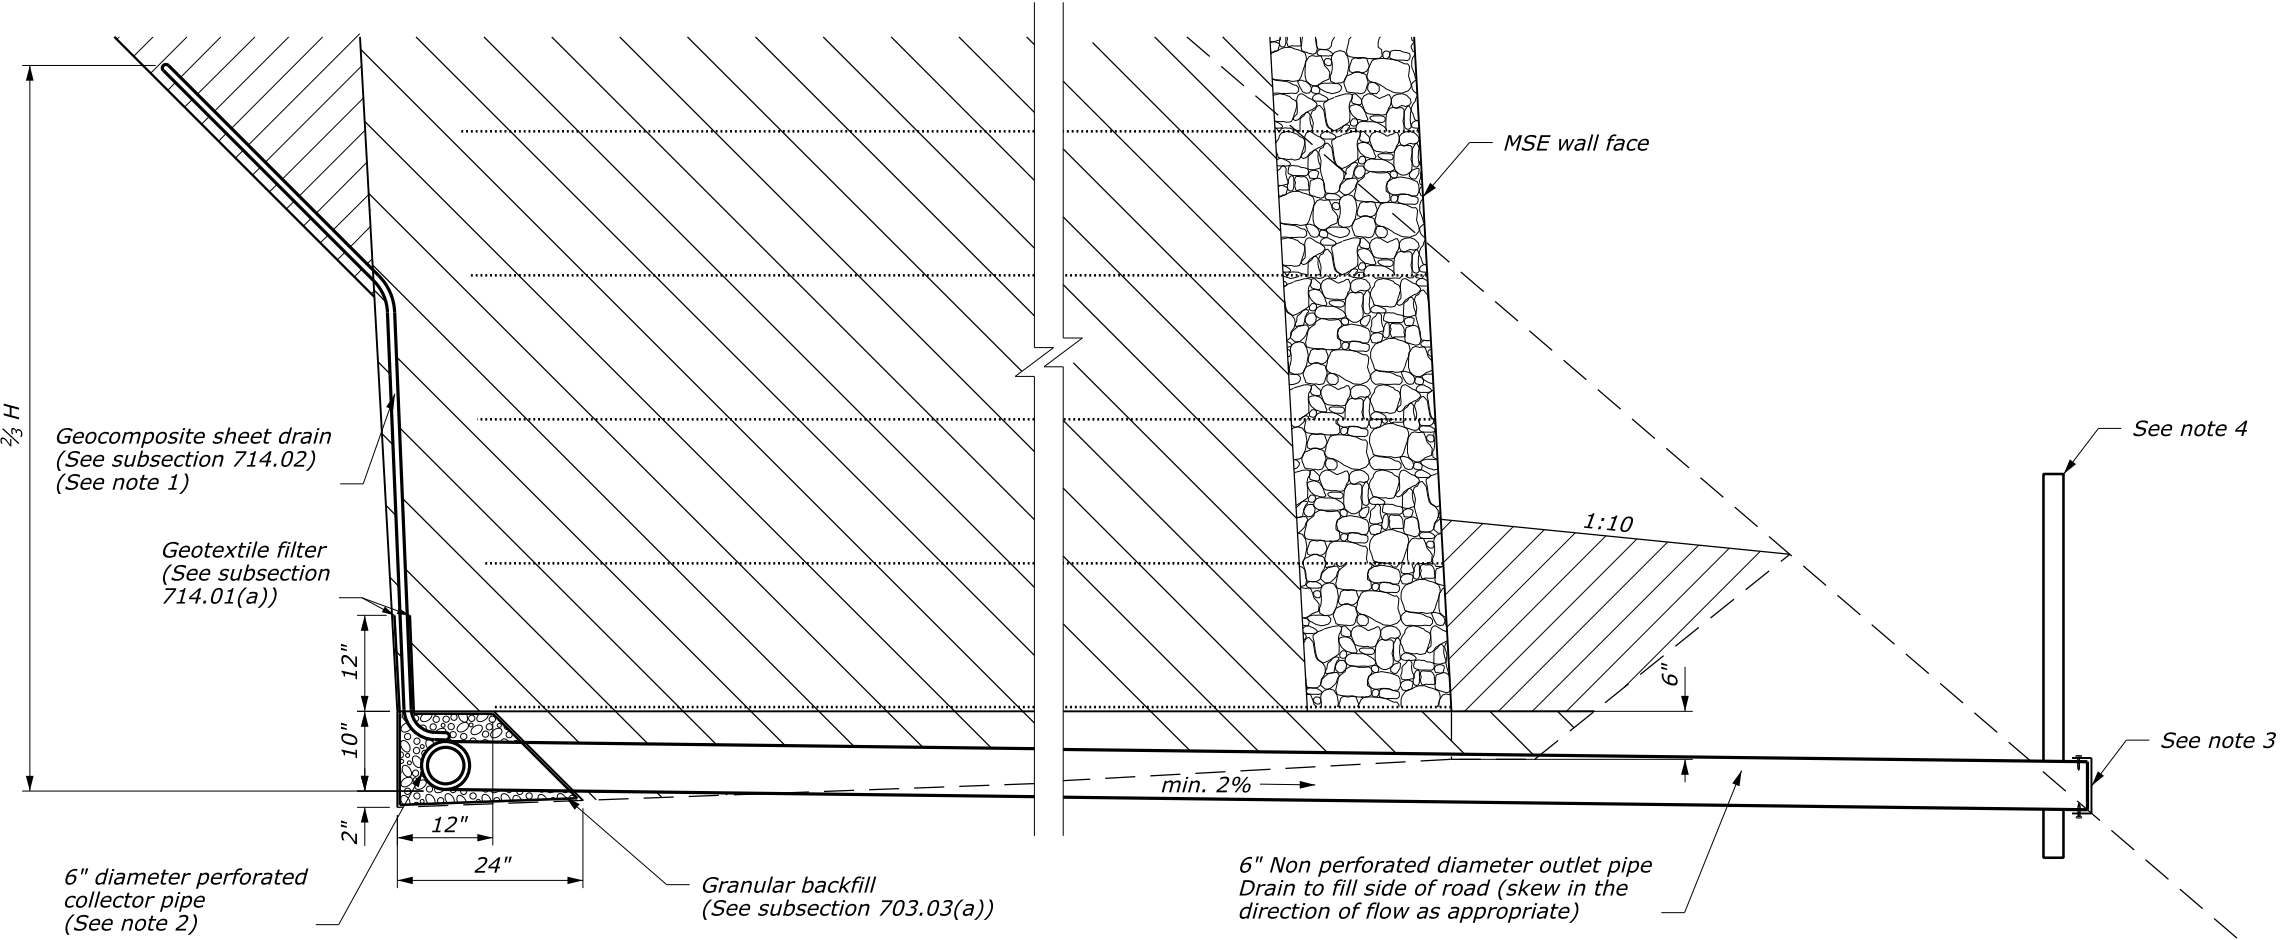 MSE wall face
⅔ H
Geocomposite sheet drain
(See subsection 714.02)
(See note 1)
See note 4
1:10
Geotextile filter
(See subsection
714.01(a))
12"
6"
10"
See note 3
min. 2%
2"
12"
24"
6" diameter perforated
collector pipe
(See note 2)
Granular backfill
(See subsection 703.03(a))
6" Non perforated diameter outlet pipe
Drain to fill side of road (skew in the
direction of flow as appropriate)